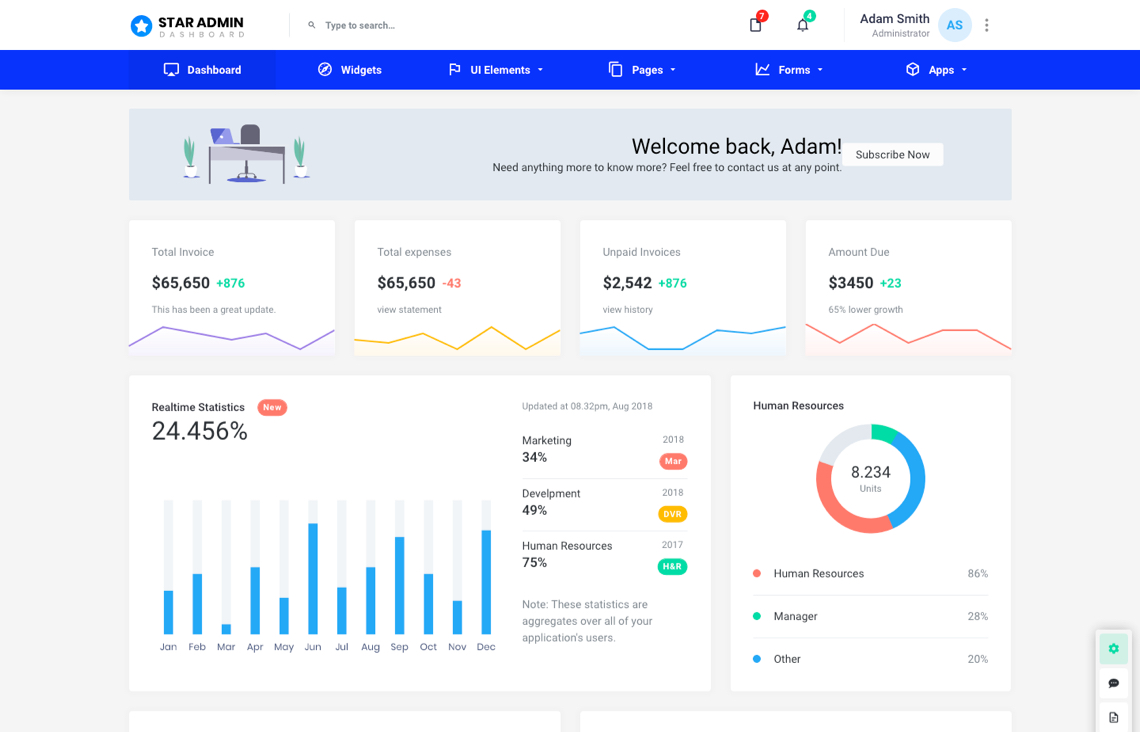 STAR ADMIN
DASHBOARD
Type to search...
7
4
Adam Smith
Administrator
AS
Dashboard
Widgets
UI Elements
Pages
Forms
Apps
Welcome back, Adam!
Need anything more to know more? Feel free to contact us at any point.
Subscribe Now
Total Invoice
$65,650 +876
This has been a great update.
Total expenses
$65,650 -43
view statement
Unpaid Invoices
$2,542 +876
view history
Amount Due
$3450 +23
65% lower growth
Realtime Statistics New
24.456%
Jan Feb Mar Apr May Jun Jul Aug Sep Oct Nov Dec
Updated at 08.32pm, Aug 2018
Marketing 2018
34% Mar
Develpment 2018
49% DVR
Human Resources 2017
75% H&R
Note: These statistics are
aggregates over all of your
application's users.
Human Resources
8.234
Units
Human Resources 86%
Manager 28%
Other 20%